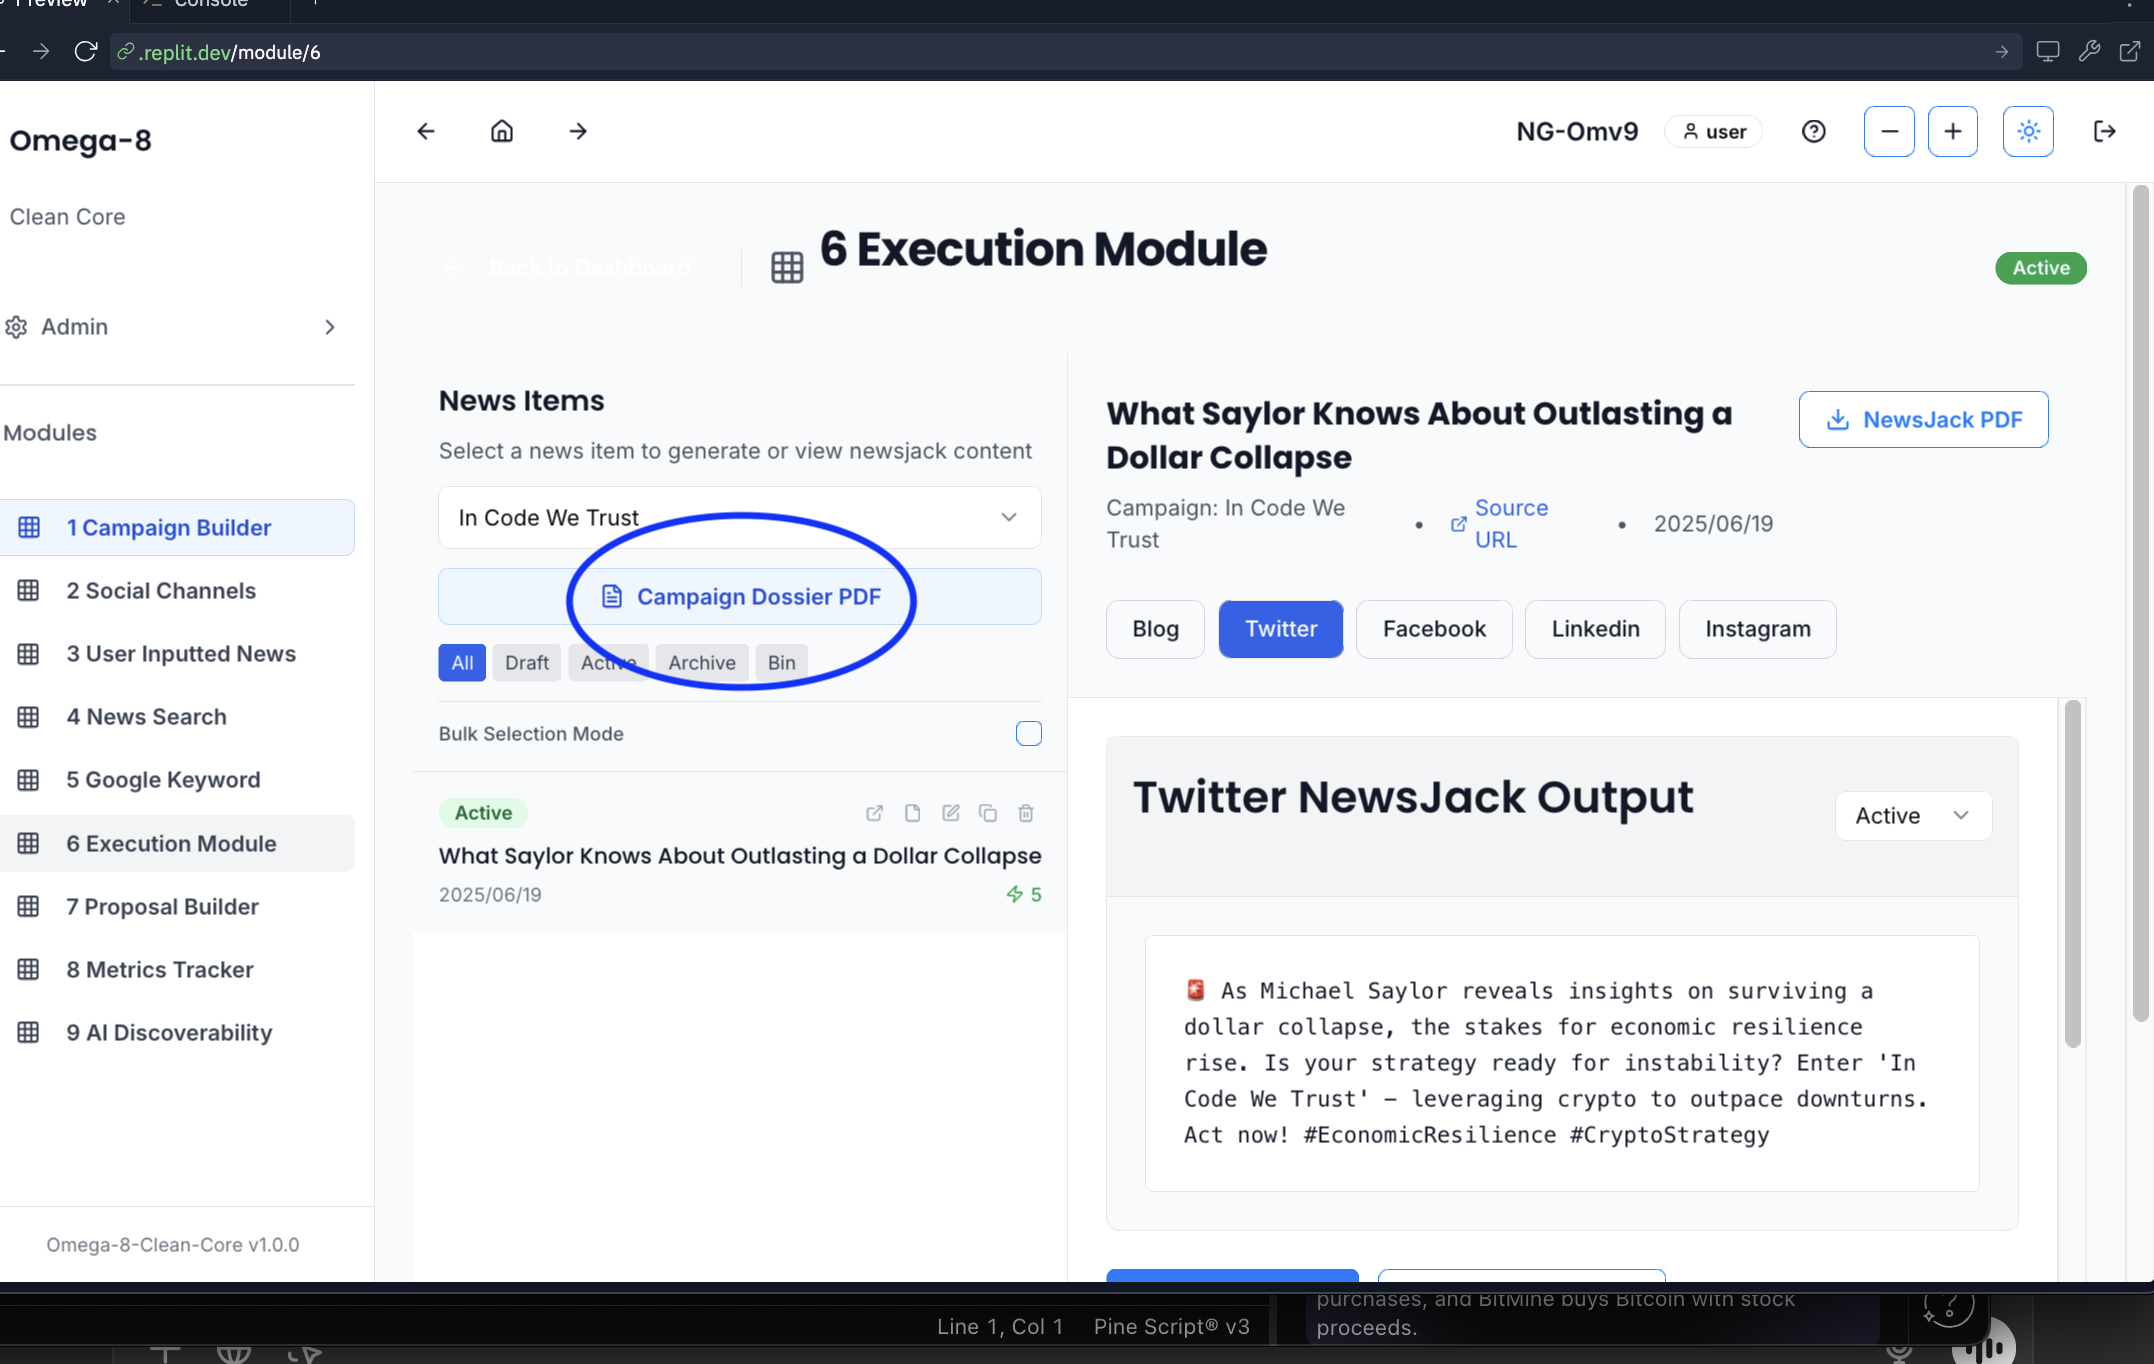 Preview
Console
.replit.dev/module/6
Omega-8
Clean Core
Admin
Modules
1 Campaign Builder
2 Social Channels
3 User Inputted News
4 News Search
5 Google Keyword
6 Execution Module
7 Proposal Builder
8 Metrics Tracker
9 AI Discoverability
Omega-8-Clean-Core v1.0.0
NG-Omv9
user
Back to Dashboard
6 Execution Module
Active
News Items
Select a news item to generate or view newsjack content
In Code We Trust
Campaign Dossier PDF
All Draft Active Archive Bin
Bulk Selection Mode
Active
What Saylor Knows About Outlasting a Dollar Collapse
2025/06/19
5
What Saylor Knows About Outlasting a
Dollar Collapse
NewsJack PDF
Campaign: In Code We
Trust
• Source
URL
• 2025/06/19
Blog Twitter Facebook Linkedin Instagram
Twitter NewsJack Output
Active
🚨 As Michael Saylor reveals insights on surviving a
dollar collapse, the stakes for economic resilience
rise. Is your strategy ready for instability? Enter 'In
Code We Trust' – leveraging crypto to outpace downturns.
Act now! #EconomicResilience #CryptoStrategy
Line 1, Col 1 Pine Script® v3
purchases, and BitMine buys Bitcoin with stock
proceeds.